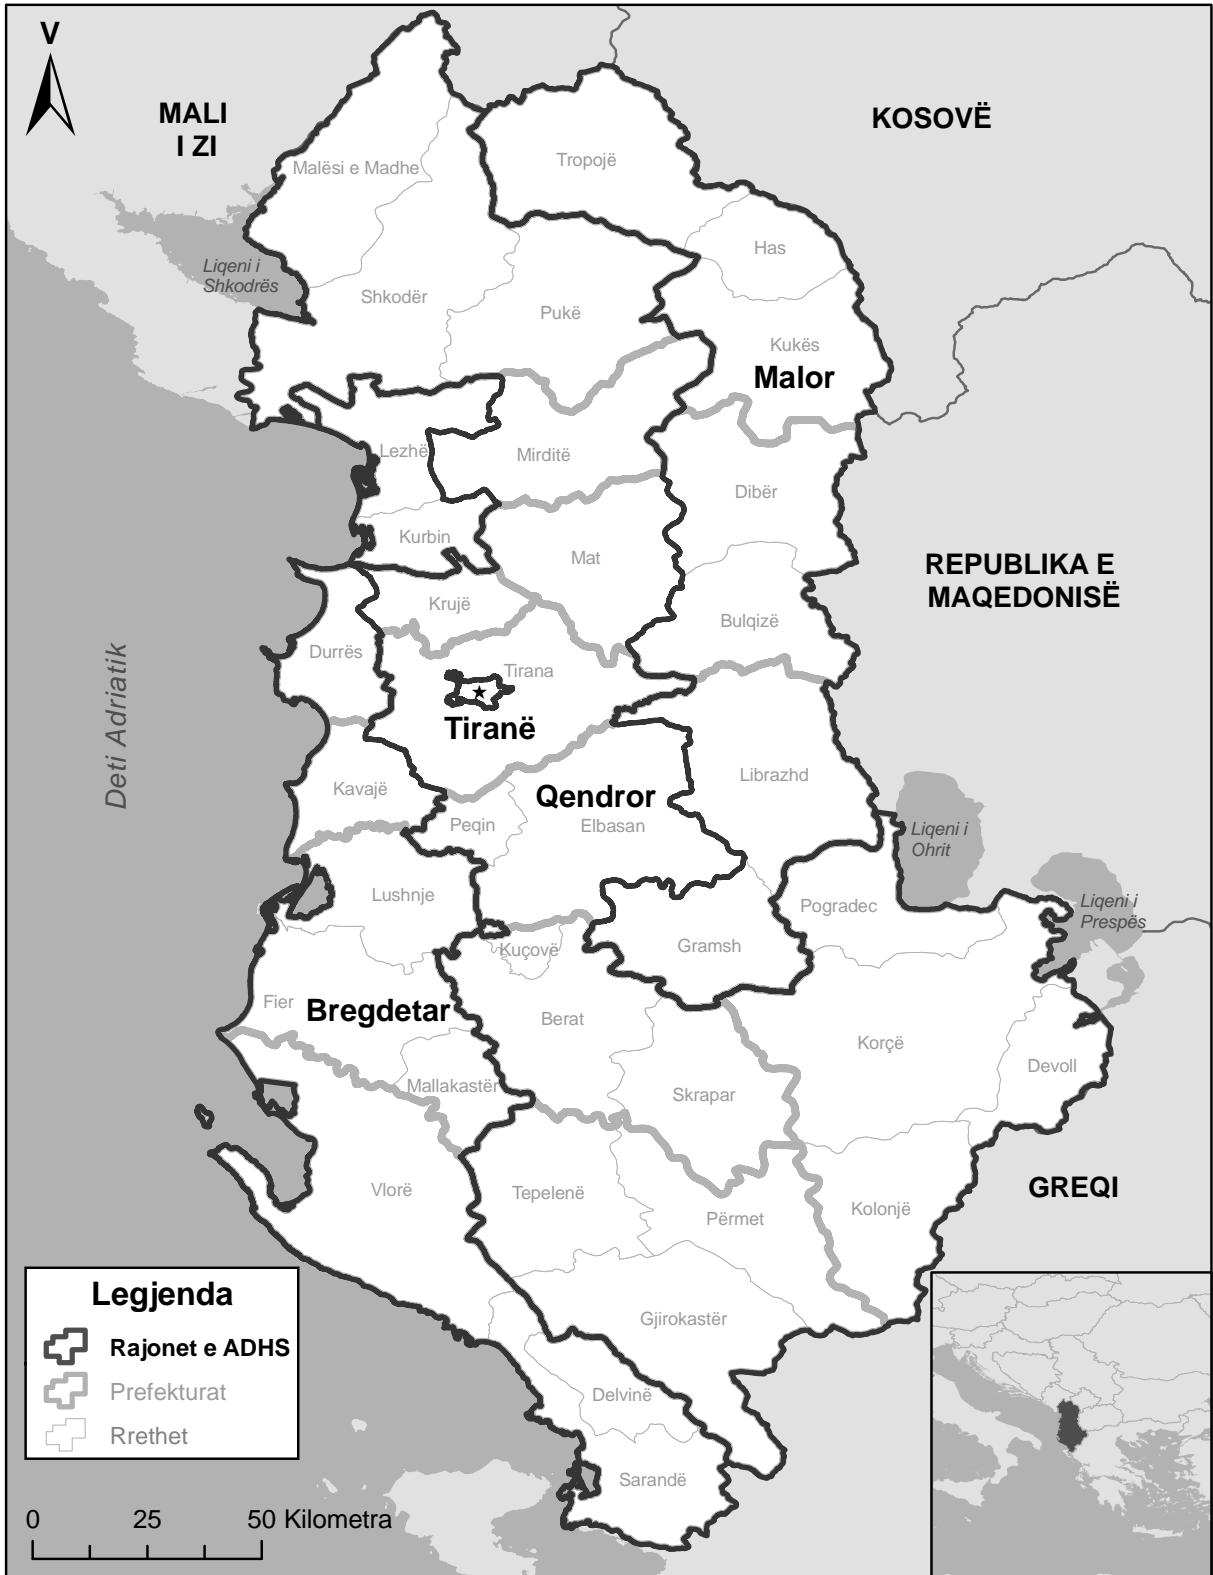 V
MALI
I ZI
KOSOVË
Tropojë
Malësi e Madhe
Has
Liqeni i
Shkodrës
Shkodër
Pukë
Kukës
Malor
Lezhë
Mirditë
Dibër
Kurbin
Mat
REPUBLIKA E
MAQEDONISË
Krujë
Bulqizë
Durrës
Tirana
Deti Adriatik
Tiranë
Librazhd
Kavajë
Qendror
Peqin
Elbasan
Liqeni i
Ohrit
Lushnje
Pogradec
Liqeni i
Prespës
Kuçovë
Gramsh
Fier
Bregdetar
Berat
Korçë
Devoll
Mallakastër
Skrapar
Vlorë
Tepelenë
Përmet
Kolonjë
GREQI
Gjirokastër
Delvinë
Sarandë
Legjenda
Rajonet e ADHS
Prefekturat
Rrethet
0 25 50 Kilometra